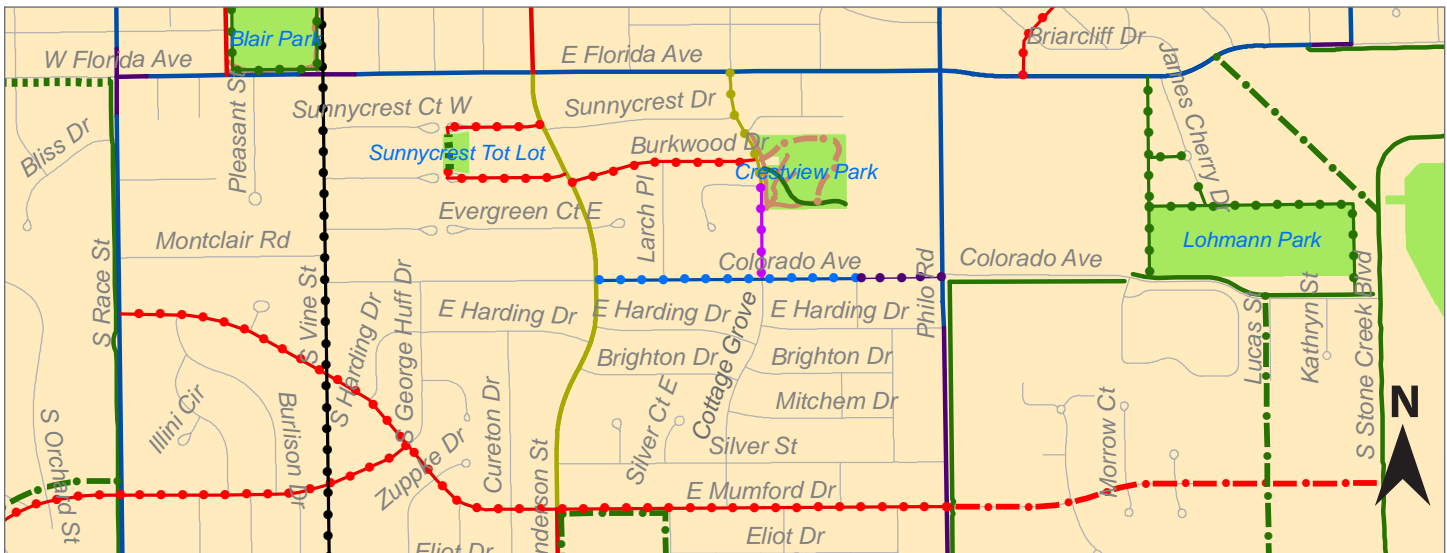 Blair Park
W Florida Ave
E Florida Ave
Briarcliff Dr
James Cherry Dr
Bliss Dr
Pleasant St
Sunnycrest Ct W
Sunnycrest Dr
Sunnycrest Tot Lot
Burkwood Dr
Crestview Park
Evergreen Ct E
Larch Pl
Lohmann Park
Montclair Rd
S Race St
S Vine St
Colorado Ave
Colorado Ave
Philo Rd
S Harding Dr
S George Huff Dr
E Harding Dr
E Harding Dr
E Harding Dr
Cottage Grove
Lucas S
Kathryn St
S Stone Creek Blvd
Brighton Dr
Brighton Dr
Illini Cir
Burlison Dr
Cureton Dr
Silver Ct E
Mitchem Dr
Morrow Ct
N
S Orchard St
Zuppke Dr
Silver St
nderson St
E Mumford Dr
Eliot Dr
Eliot Dr